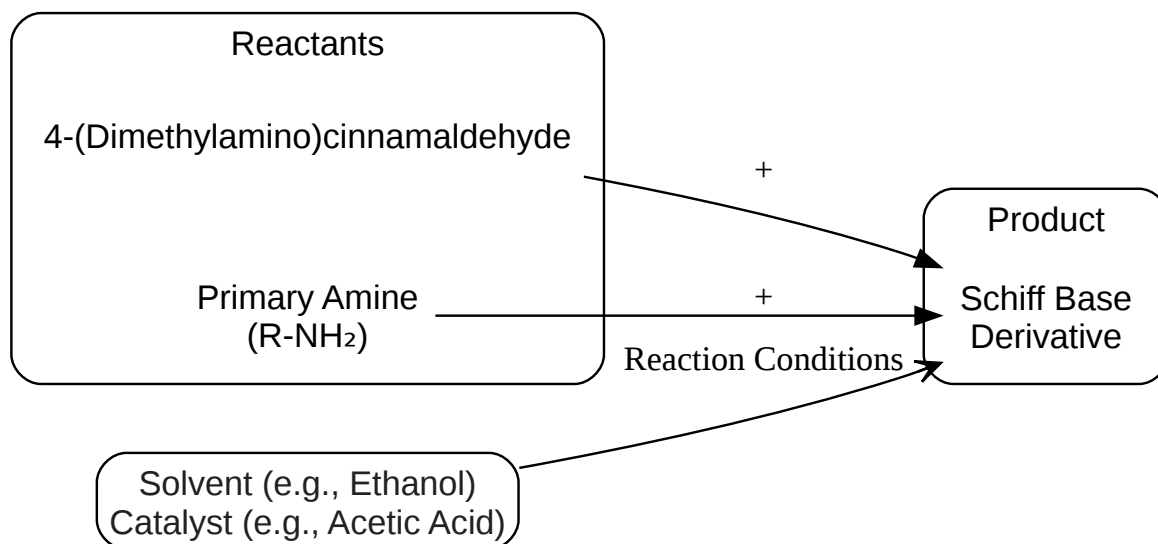 Reactants
4-(Dimethylamino)cinnamaldehyde
+
Product
Primary Amine
(R-NH₂)
+
Schiff Base
Derivative
Reaction Conditions
Solvent (e.g., Ethanol)
Catalyst (e.g., Acetic Acid)